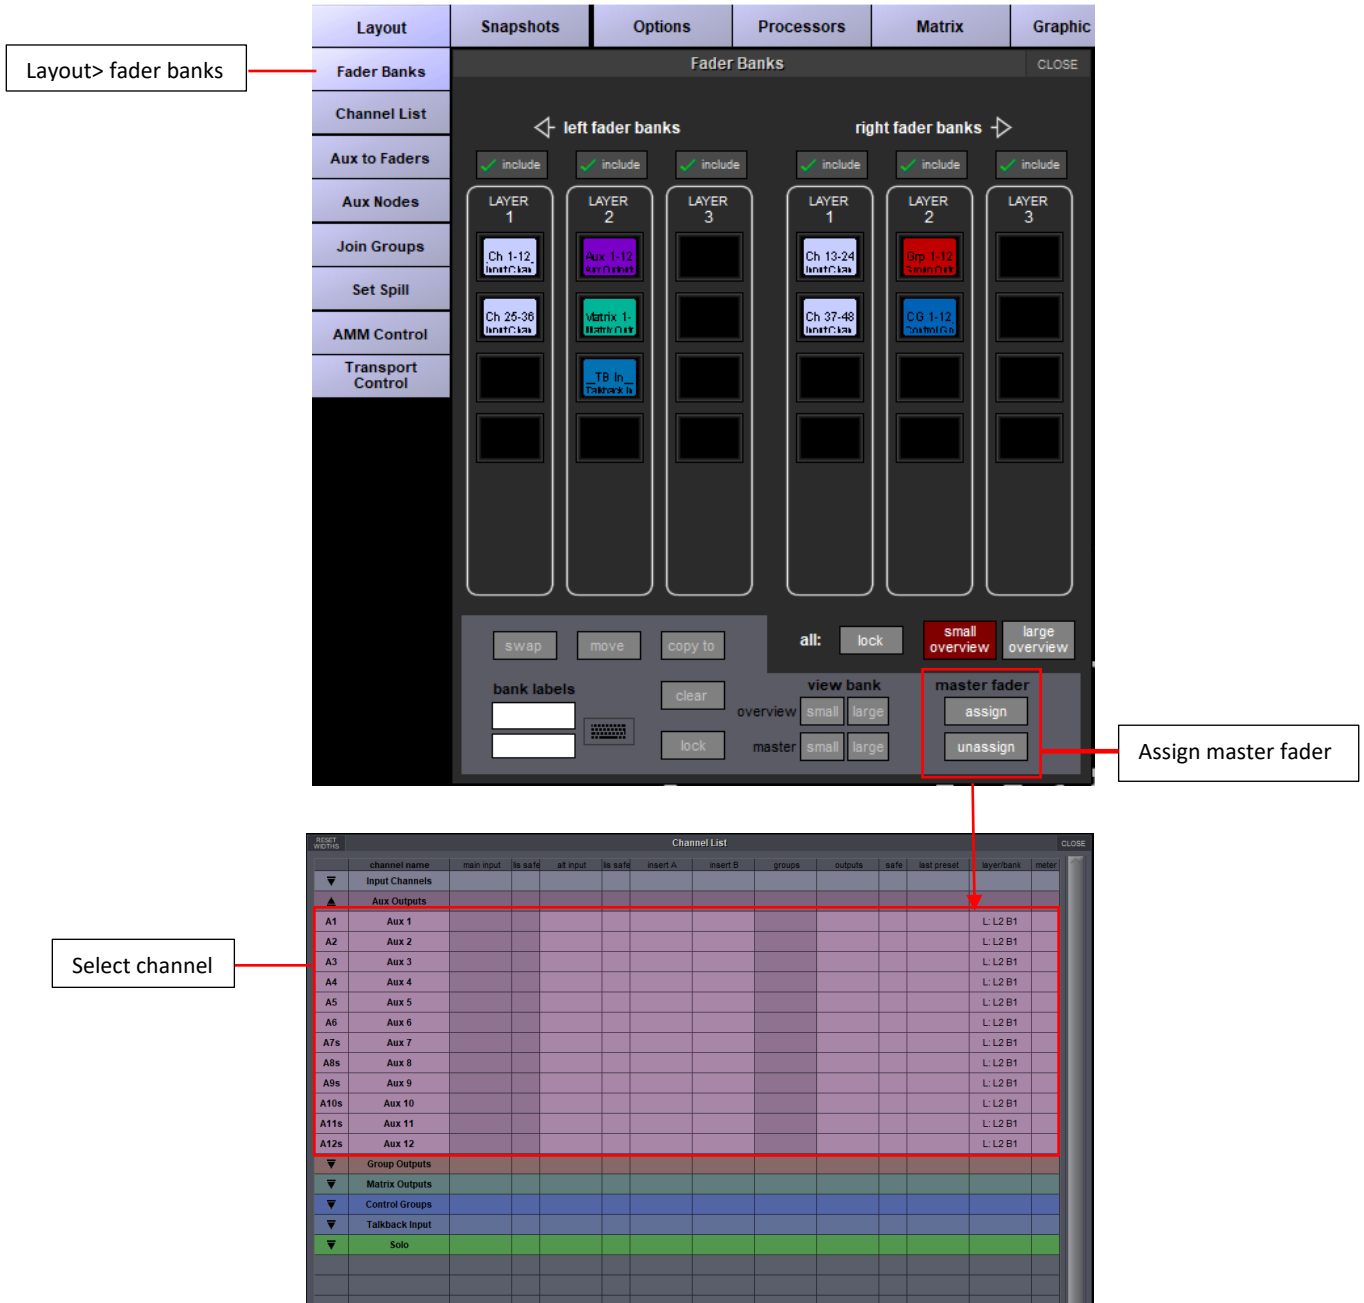 Layout
Snapshots
Options
Processors
Matrix
Graphic
Layout> fader banks
Fader Banks
Fader Banks
CLOSE
Channel List
left fader banks
right fader banks
Aux to Faders
include
include
include
include
include
include
Aux Nodes
LAYER
1
LAYER
2
LAYER
3
LAYER
1
LAYER
2
LAYER
3
Join Groups
Ch 1-12
Aux 1-12
Ch 13-24
Grp 1-12
Set Spill
Ch 25-36
Matrix 1-
Ch 37-48
CG 1-12
AMM Control
Transport
Control
TB In
Talkback In
swap
move
copy to
all:
lock
small
overview
large
overview
bank labels
clear
view bank
master fader
overview
small
large
assign
lock
master
small
large
unassign
Assign master fader
RESET
WIDTHS
Channel List
CLOSE
channel name
main input
lis safe
alt input
lis safe
insert A
insert B
groups
outputs
safe
last preset
layer/bank
meter
Input Channels
Aux Outputs
A1 Aux 1 L: L2 B1
A2 Aux 2 L: L2 B1
Select channel
A3 Aux 3 L: L2 B1
A4 Aux 4 L: L2 B1
A5 Aux 5 L: L2 B1
A6 Aux 6 L: L2 B1
A7s Aux 7 L: L2 B1
A8s Aux 8 L: L2 B1
A9s Aux 9 L: L2 B1
A10s Aux 10 L: L2 B1
A11s Aux 11 L: L2 B1
A12s Aux 12 L: L2 B1
Group Outputs
Matrix Outputs
Control Groups
Talkback Input
Solo